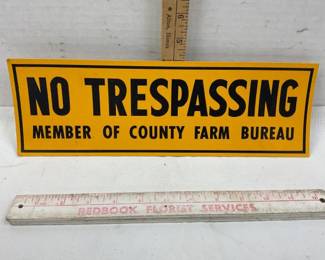 NO TRESPASSING
MEMBER OF COUNTY FARM BUREAU
REDBOOK FLORIST SERVICES